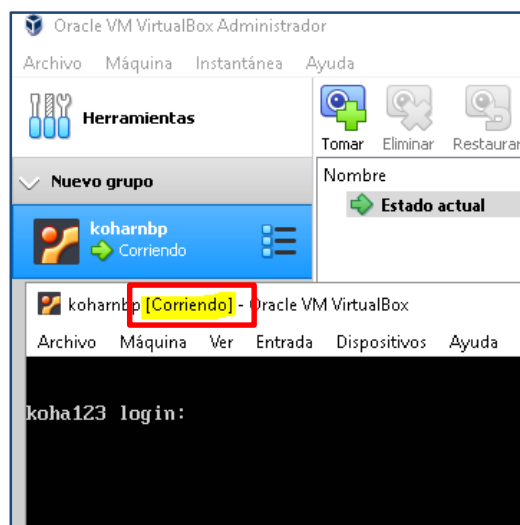 Oracle VM VirtualBox Administrador
Archivo Máquina Instantánea Ayuda
Herramientas
Tomar Eliminar Restaurar
Nuevo grupo
Nombre
Estado actual
koharnbp
Corriendo
koharnbp [Corriendo] - Oracle VM VirtualBox
Archivo Máquina Ver Entrada Dispositivos Ayuda
koha123 login: